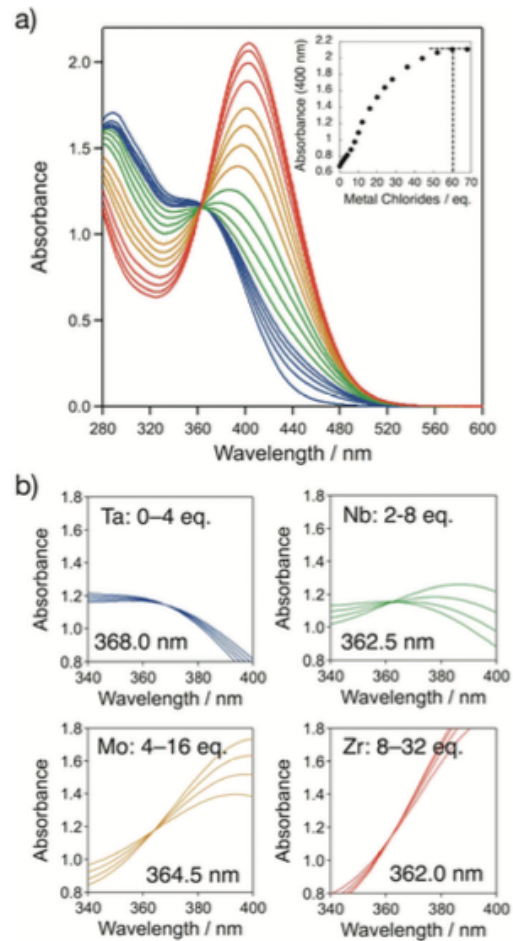 a)
2.0
1.5
1.0
0.5
0.0
Absorbance
280 320 360 400 440 480 520 560 600
Wavelength / nm
2.2
2
1.8
1.6
1.4
1.2
1
0.8
0.6
Absorbance (400 nm)
0 10 20 30 40 50 60 70
Metal Chlorides / eq.
b)
1.8
1.6
1.4
1.2
1.0
0.8
Absorbance
Ta: 0–4 eq.
368.0 nm
340 360 380 400
Wavelength / nm
1.8
1.6
1.4
1.2
1.0
0.8
Absorbance
Nb: 2-8 eq.
362.5 nm
340 360 380 400
Wavelength / nm
1.8
1.6
1.4
1.2
1.0
0.8
Absorbance
Mo: 4–16 eq.
364.5 nm
340 360 380 400
Wavelength / nm
1.8
1.6
1.4
1.2
1.0
0.8
Absorbance
Zr: 8–32 eq.
362.0 nm
340 360 380 400
Wavelength / nm